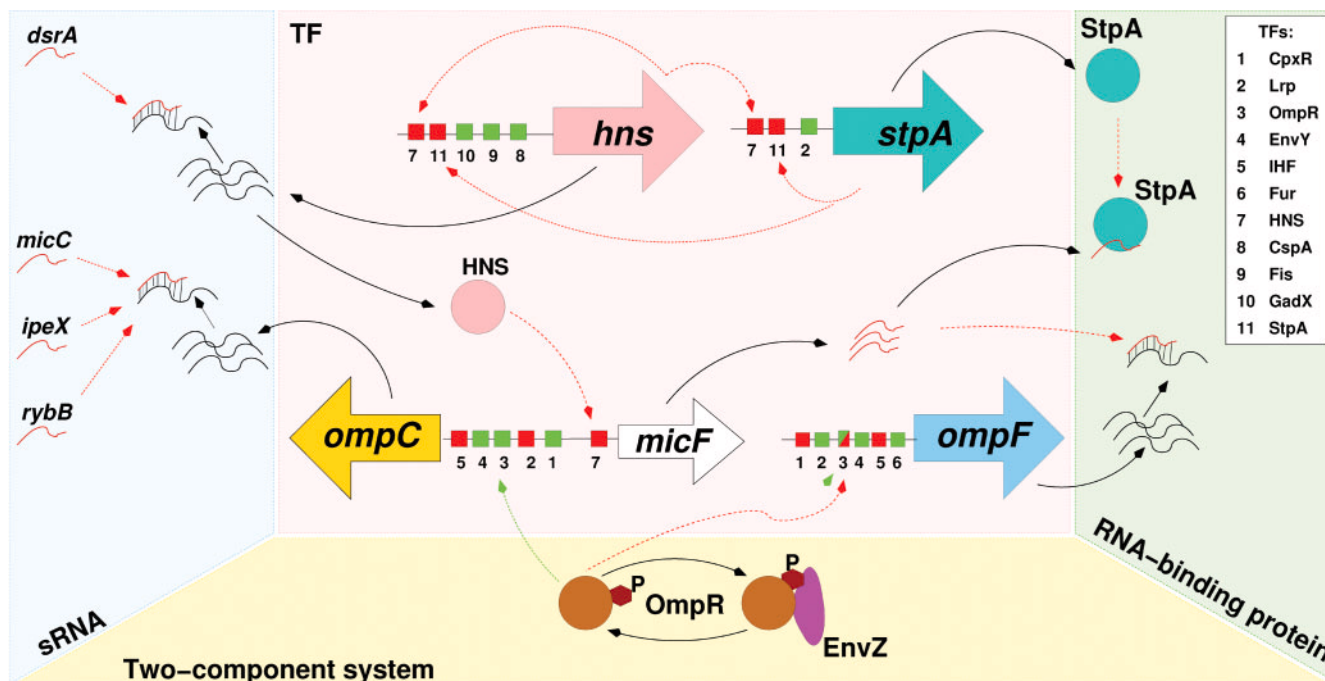 dsrA
micC
ipeX
rybB
sRNA
TF
7 11 10 9 8
hns
7 11 2
stpA
HNS
ompC
5 4 3 2 1
7
micF
1 2 3 4 5 6
ompF
P
OmpR
P
EnvZ
Two-component system
StpA
StpA
RNA-binding protein
TFs:
1 CpxR
2 Lrp
3 OmpR
4 EnvY
5 IHF
6 Fur
7 HNS
8 CspA
9 Fis
10 GadX
11 StpA